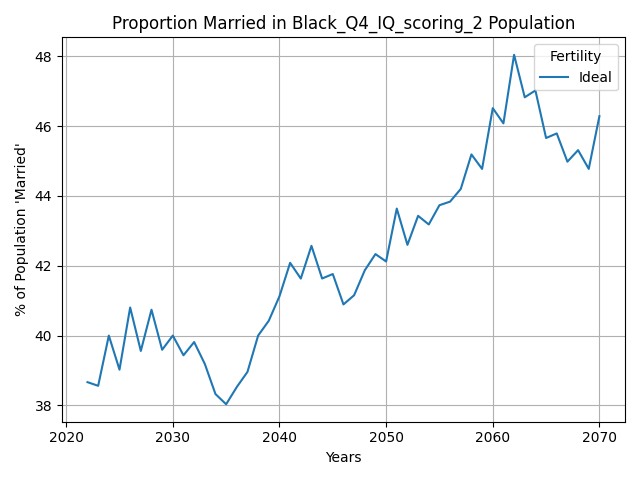 Proportion Married in Black_Q4_IQ_scoring_2 Population
Fertility
Ideal
% of Population 'Married'
48
46
44
42
40
38
2020
2030
2040
2050
2060
2070
Years